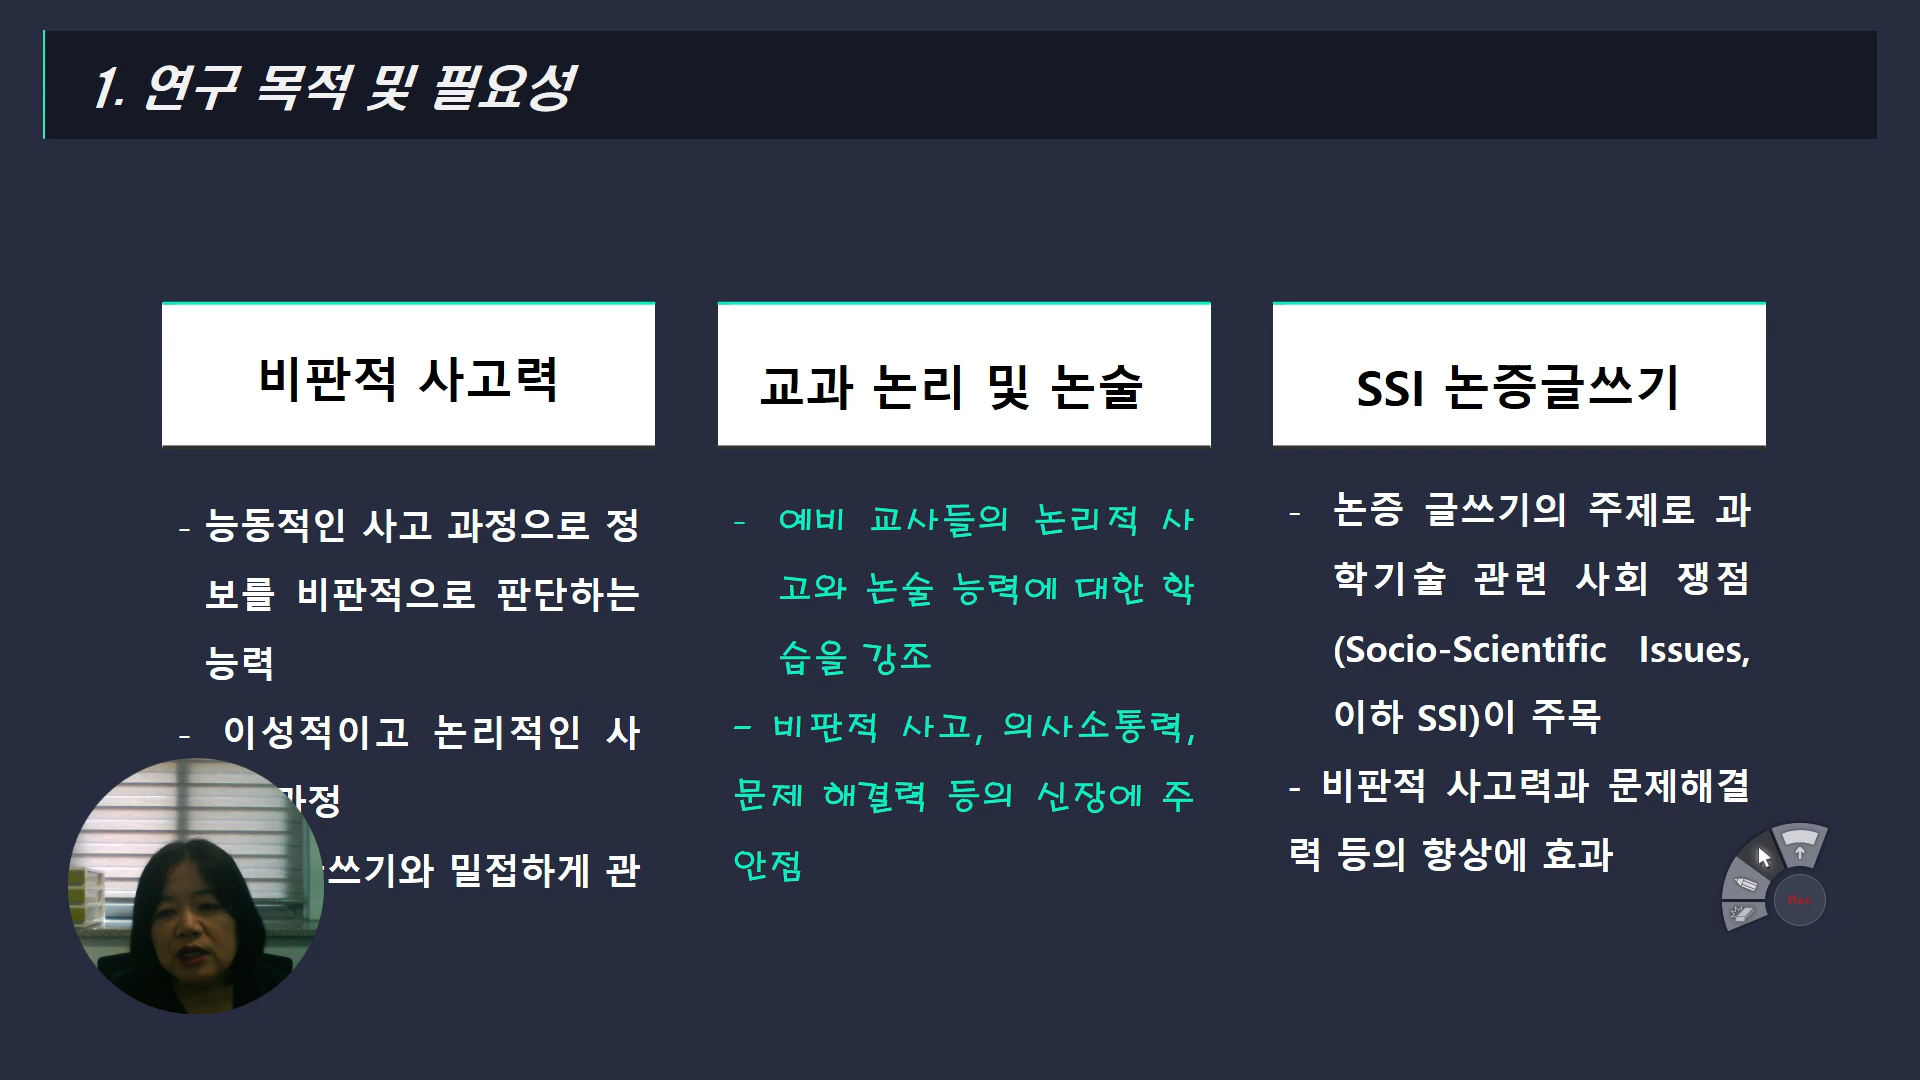 1. 연구 목적 및 필요성
비판적 사고력
- 능동적인 사고 과정으로 정
보를 비판적으로 판단하는
능력
- 이성적이고 논리적인 사
과정
밀접하게 관
교과 논리 및 논술
- 예비 교사들의 논리적 사
고와 논술 능력에 대한 학
습을 강조
– 비판적 사고, 의사소통력,
문제 해결력 등의 신장에 주
안점
SSI 논증글쓰기
- 논증 글쓰기의 주제로 과
학기술 관련 사회 쟁점
(Socio-Scientific Issues,
이하 SSI)이 주목
- 비판적 사고력과 문제해결
력 등의 향상에 효과
Rec